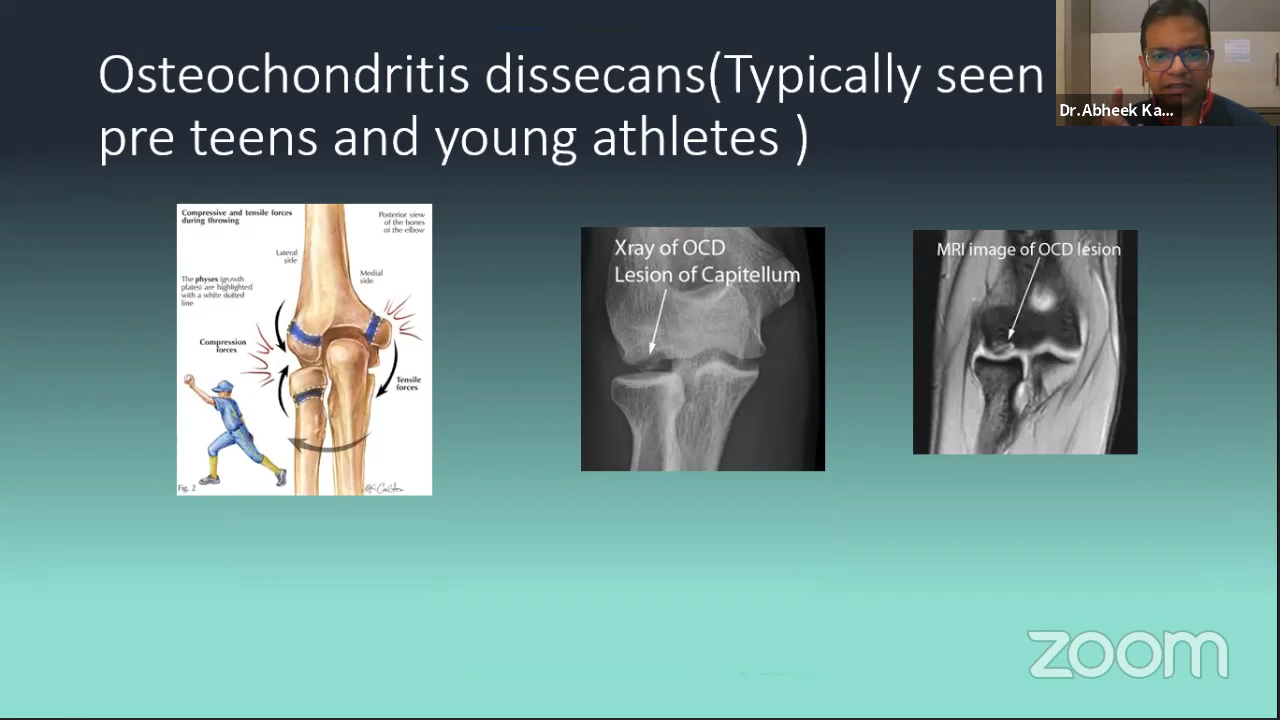 Osteochondritis dissecans(Typically seen
pre teens and young athletes )
Dr.Abheek Ka...
Compressive and tensile forces
during throwing
Posterior view
of the bones
of the elbow
Lateral
side
Medial
side
The physes (growth
plates) are highlighted
with a white dotted
line
Compression
forces
Tensile
forces
Fig. 2
Xray of OCD
Lesion of Capitellum
MRI image of OCD lesion
zoom